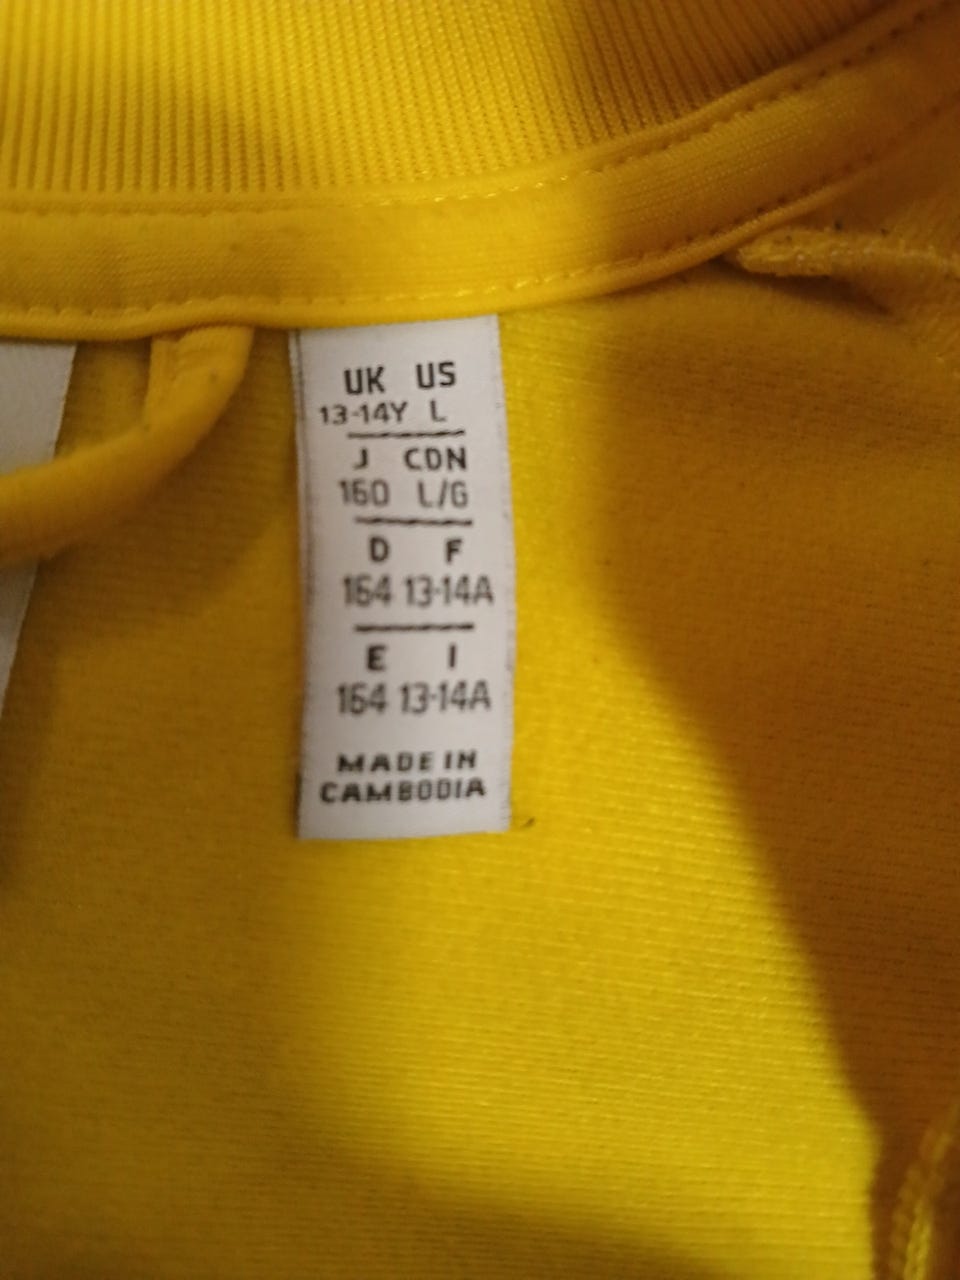 UK US
13-14Y L
J CDN
160 L/G
D F
164 13-14A
E I
164 13-14A
MADE IN
CAMBODIA